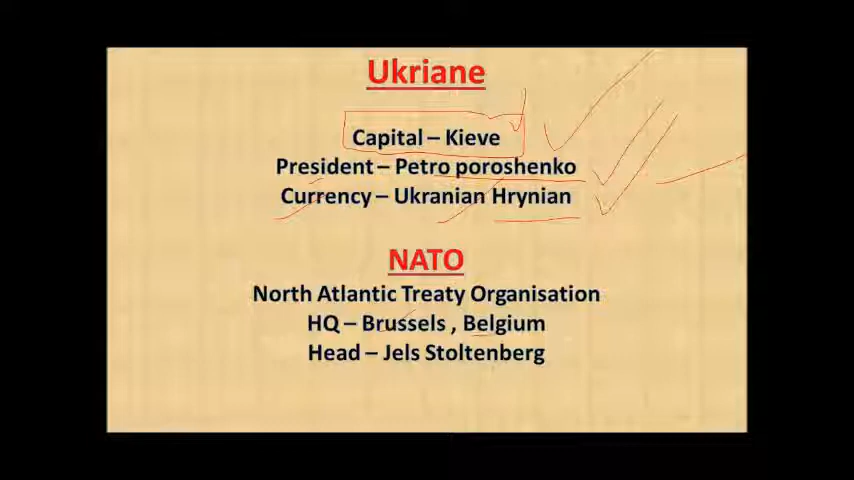 Ukriane
Capital – Kieve
President – Petro poroshenko
Currency – Ukranian Hrynian
NATO
North Atlantic Treaty Organisation
HQ – Brussels , Belgium
Head – Jels Stoltenberg